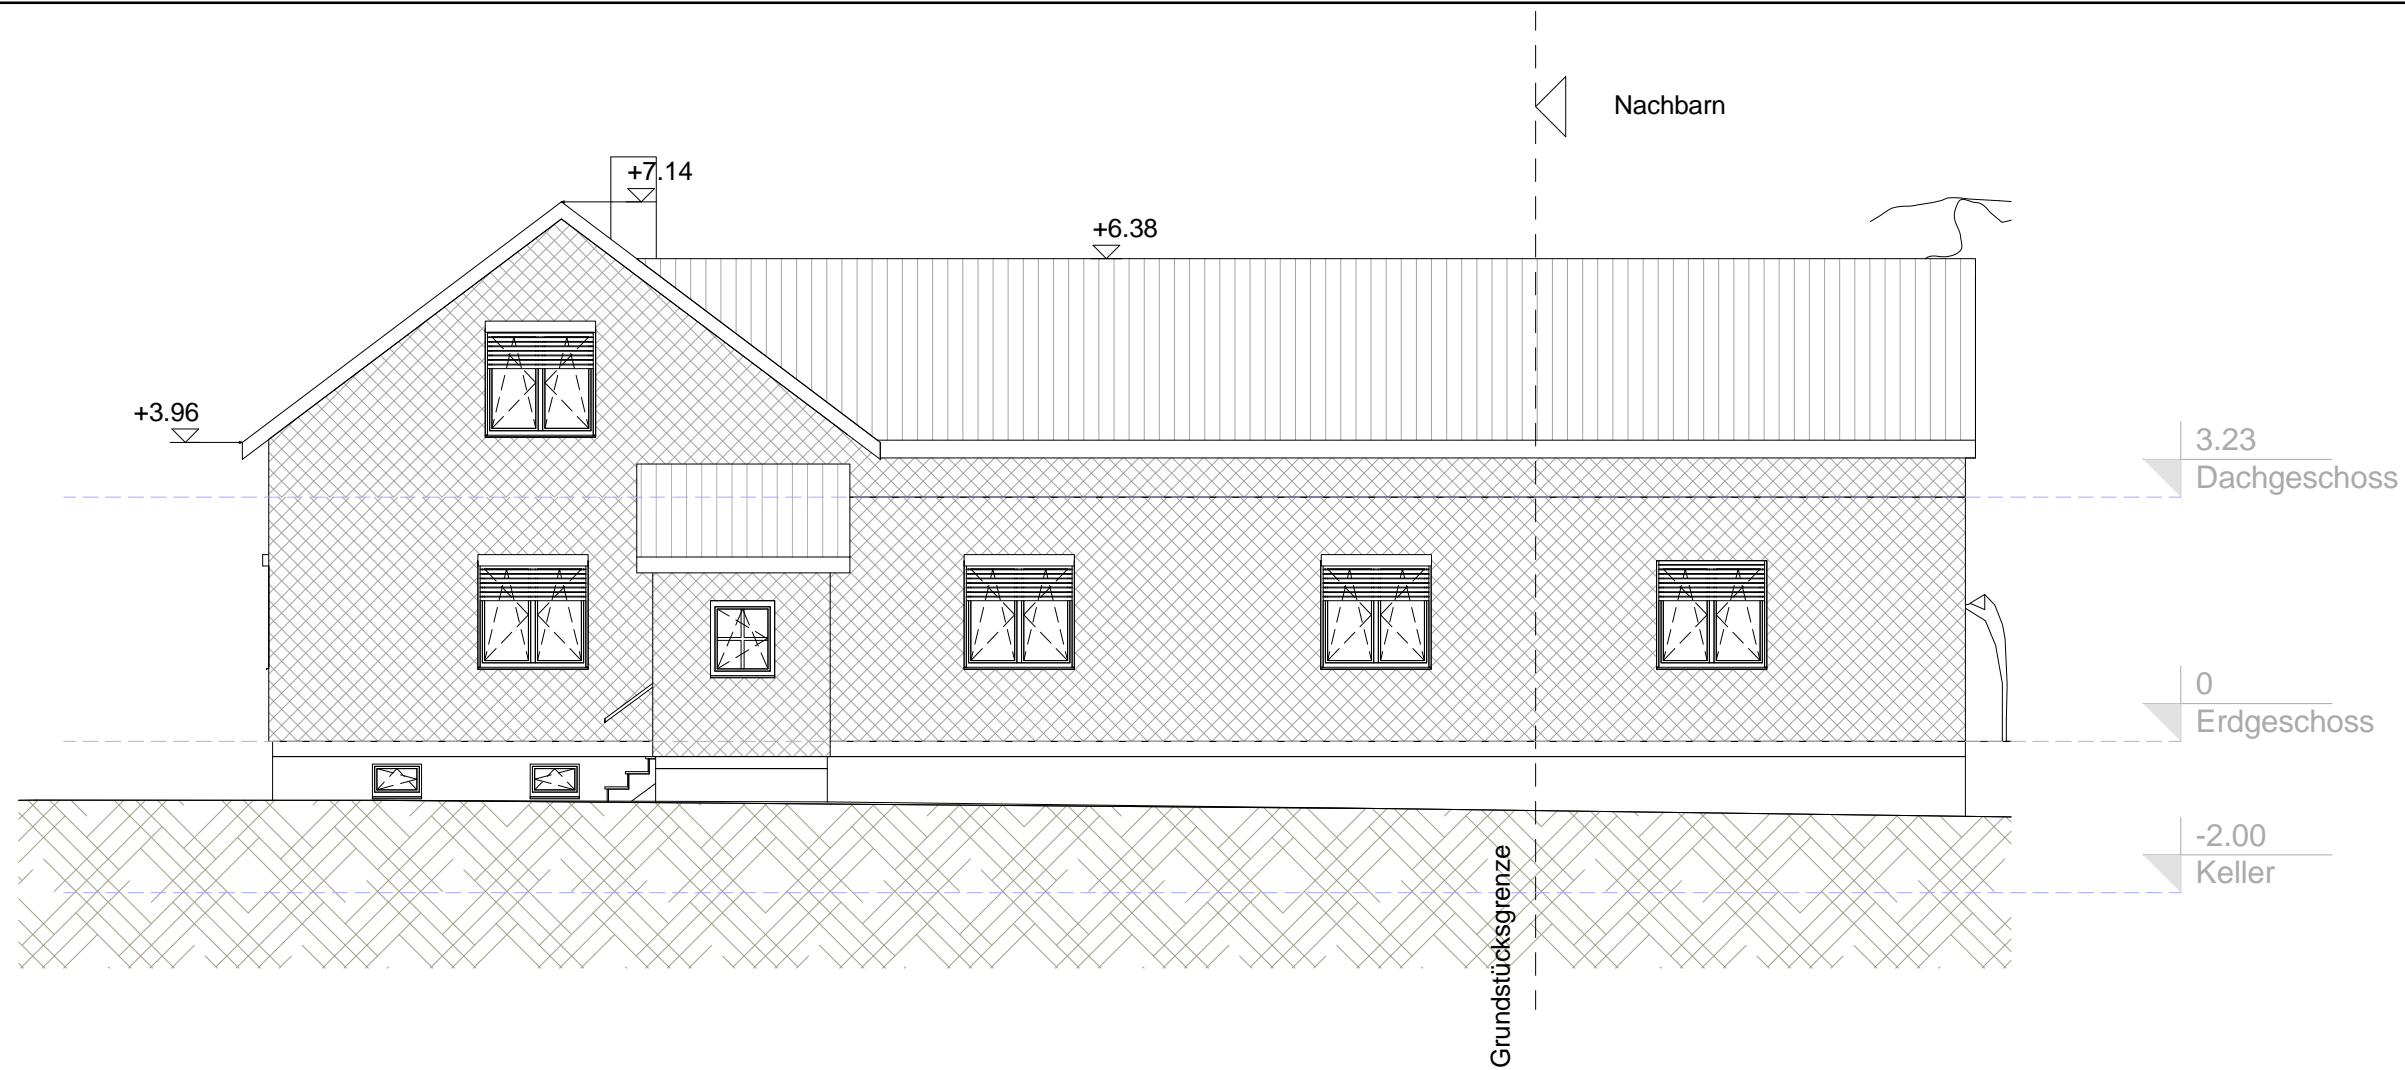 Nachbarn
+7.14
+6.38
+3.96
3.23
Dachgeschoss
0
Erdgeschoss
-2.00
Keller
Grundstücksgrenze